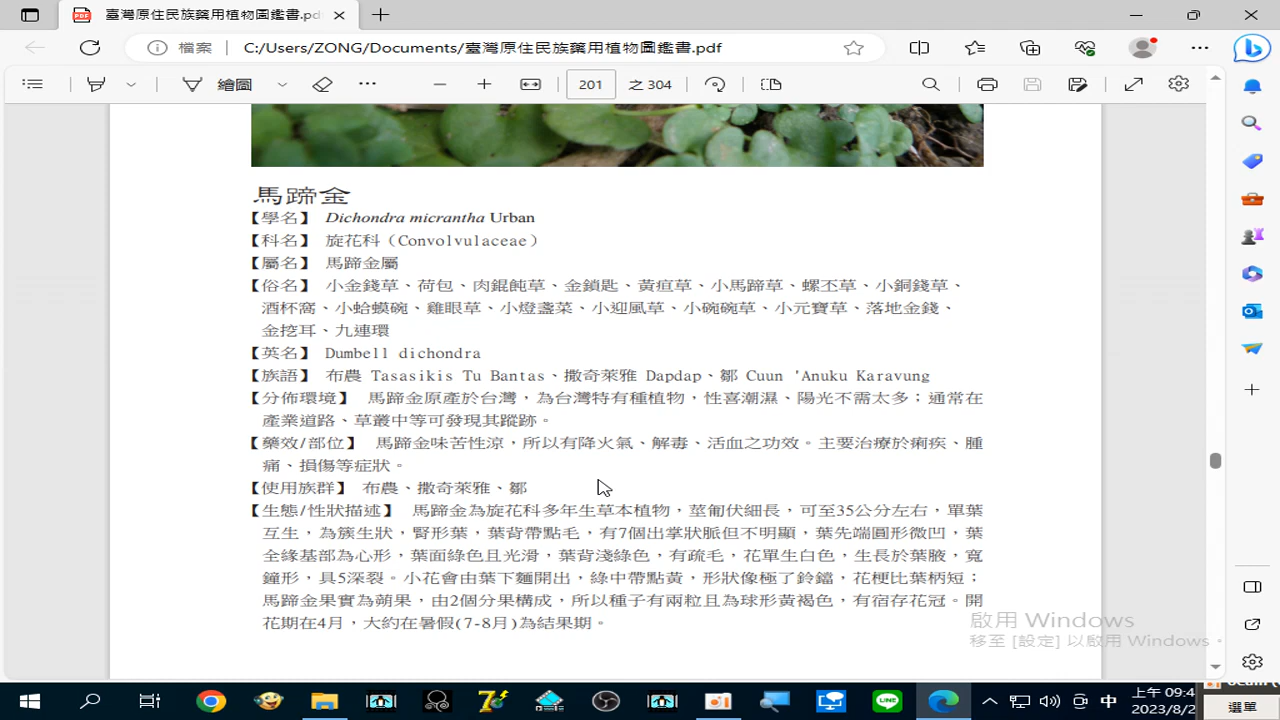 臺灣原住民族藥用植物圖鑑書.pd
檔案 C:/Users/ZONG/Documents/臺灣原住民族藥用植物圖鑑書.pdf
繪圖 201 之 304
馬蹄金
【學名】 Dichondra micrantha Urban
【科名】 旋花科（Convolvulaceae）
【屬名】 馬蹄金屬
【俗名】 小金錢草、荷包、肉錕飩草、金鎖匙、黃疸草、小馬蹄草、螺丕草、小銅錢草、
酒杯窩、小蛤蟆碗、雞眼草、小燈盞菜、小迎風草、小碗碗草、小元寶草、落地金錢、
金挖耳、九連環
【英名】 Dumbell dichondra
【族語】 布農 Tasasikis Tu Bantas、撒奇萊雅 Dapdap、鄒 Cuun 'Anuku Karavung
【分佈環境】 馬蹄金原產於台灣，為台灣特有種植物，性喜潮濕、陽光不需太多；通常在
產業道路、草叢中等可發現其蹤跡。
【藥效/部位】 馬蹄金味苦性涼，所以有降火氣、解毒、活血之功效。主要治療於痢疾、腫
痛、損傷等症狀。
【使用族群】 布農、撒奇萊雅、鄒
【生態/性狀描述】 馬蹄金為旋花科多年生草本植物，莖匍伏細長，可至35公分左右，單葉
互生，為簇生狀，腎形葉，葉背帶點毛，有7個出掌狀脈但不明顯，葉先端圓形微凹，葉
全緣基部為心形，葉面綠色且光滑，葉背淺綠色，有疏毛，花單生白色，生長於葉腋，寬
鐘形，具5深裂。小花會由葉下麵開出，綠中帶點黃，形狀像極了鈴鐺，花梗比葉柄短；
馬蹄金果實為蒴果，由2個分果構成，所以種子有兩粒且為球形黃褐色，有宿存花冠。開
花期在4月，大約在暑假(7-8月)為結果期。
啟用 Windows
移至 [設定] 以啟用 Windows。
中
上午 09:4
2023/8/2
選單